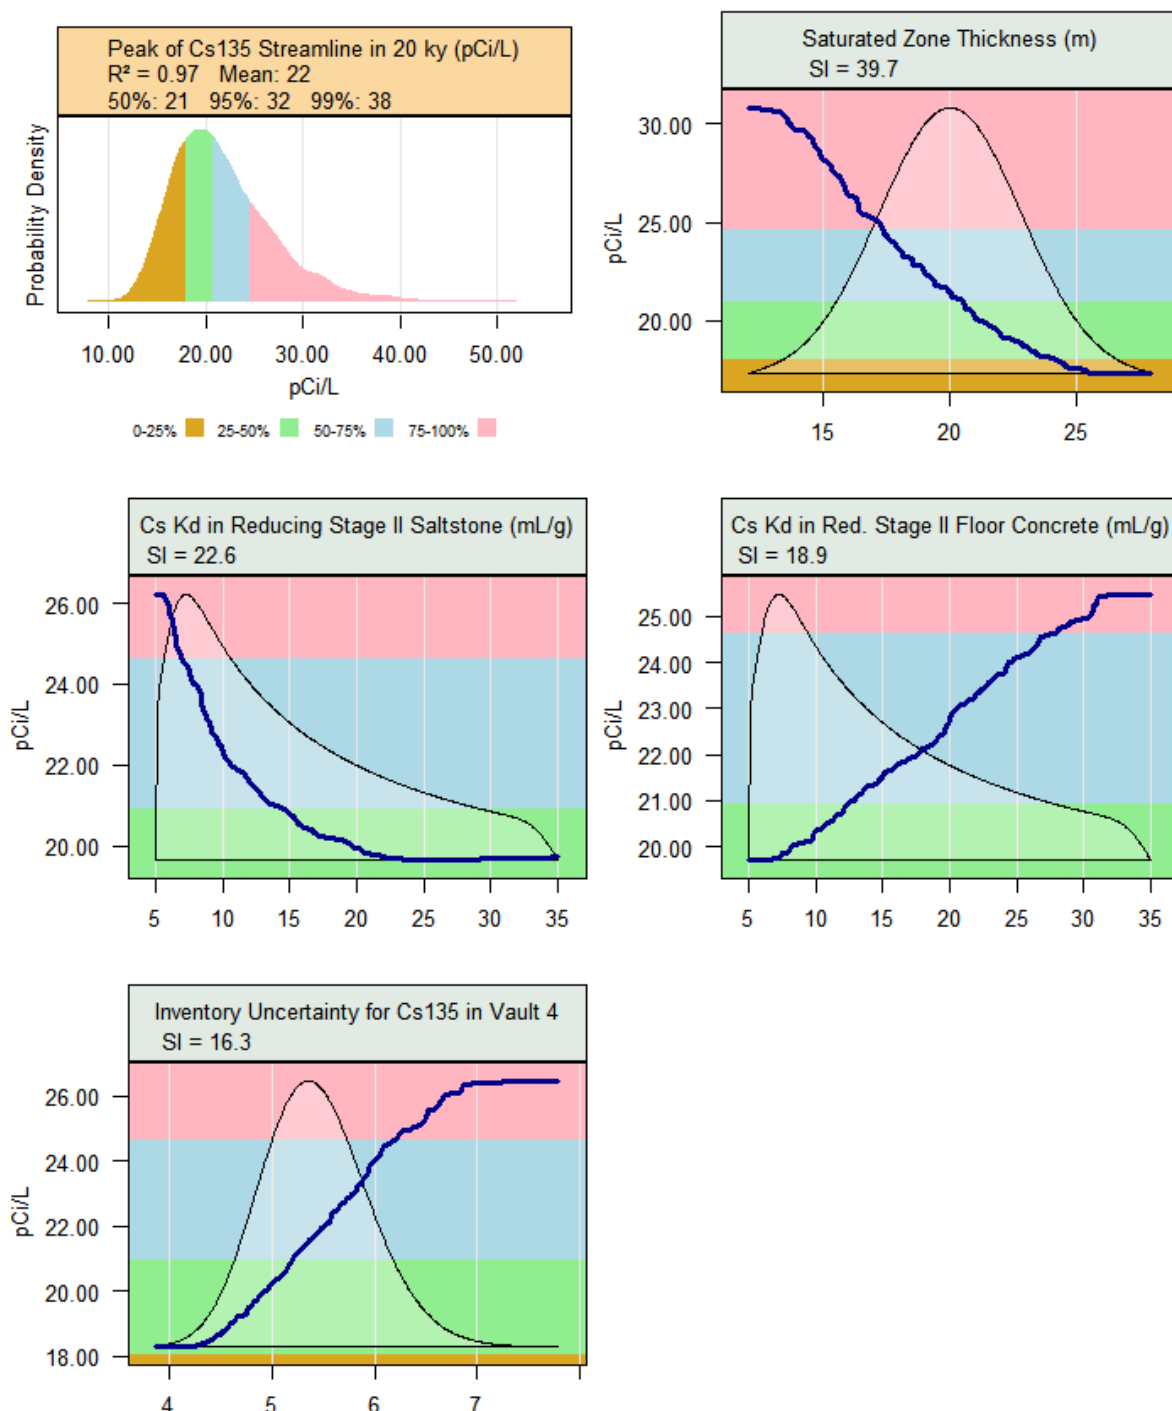 Peak of Cs135 Streamline in 20 ky (pCi/L)
R² = 0.97 Mean: 22
50%: 21 95%: 32 99%: 38
Probability Density
10.00 20.00 30.00 40.00 50.00
pCi/L
0-25% 25-50% 50-75% 75-100%
Saturated Zone Thickness (m)
SI = 39.7
30.00
25.00
20.00
pCi/L
15 20 25
Cs Kd in Reducing Stage II Saltstone (mL/g)
SI = 22.6
26.00
24.00
22.00
20.00
pCi/L
5 10 15 20 25 30 35
Cs Kd in Red. Stage II Floor Concrete (mL/g)
SI = 18.9
25.00
24.00
23.00
22.00
21.00
20.00
pCi/L
5 10 15 20 25 30 35
Inventory Uncertainty for Cs135 in Vault 4
SI = 16.3
26.00
24.00
22.00
20.00
18.00
pCi/L
4 5 6 7